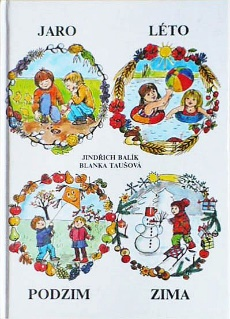 JARO
LÉTO
JINDŘICH BALÍK
BLANKA TAUŠOVÁ
PODZIM
ZIMA